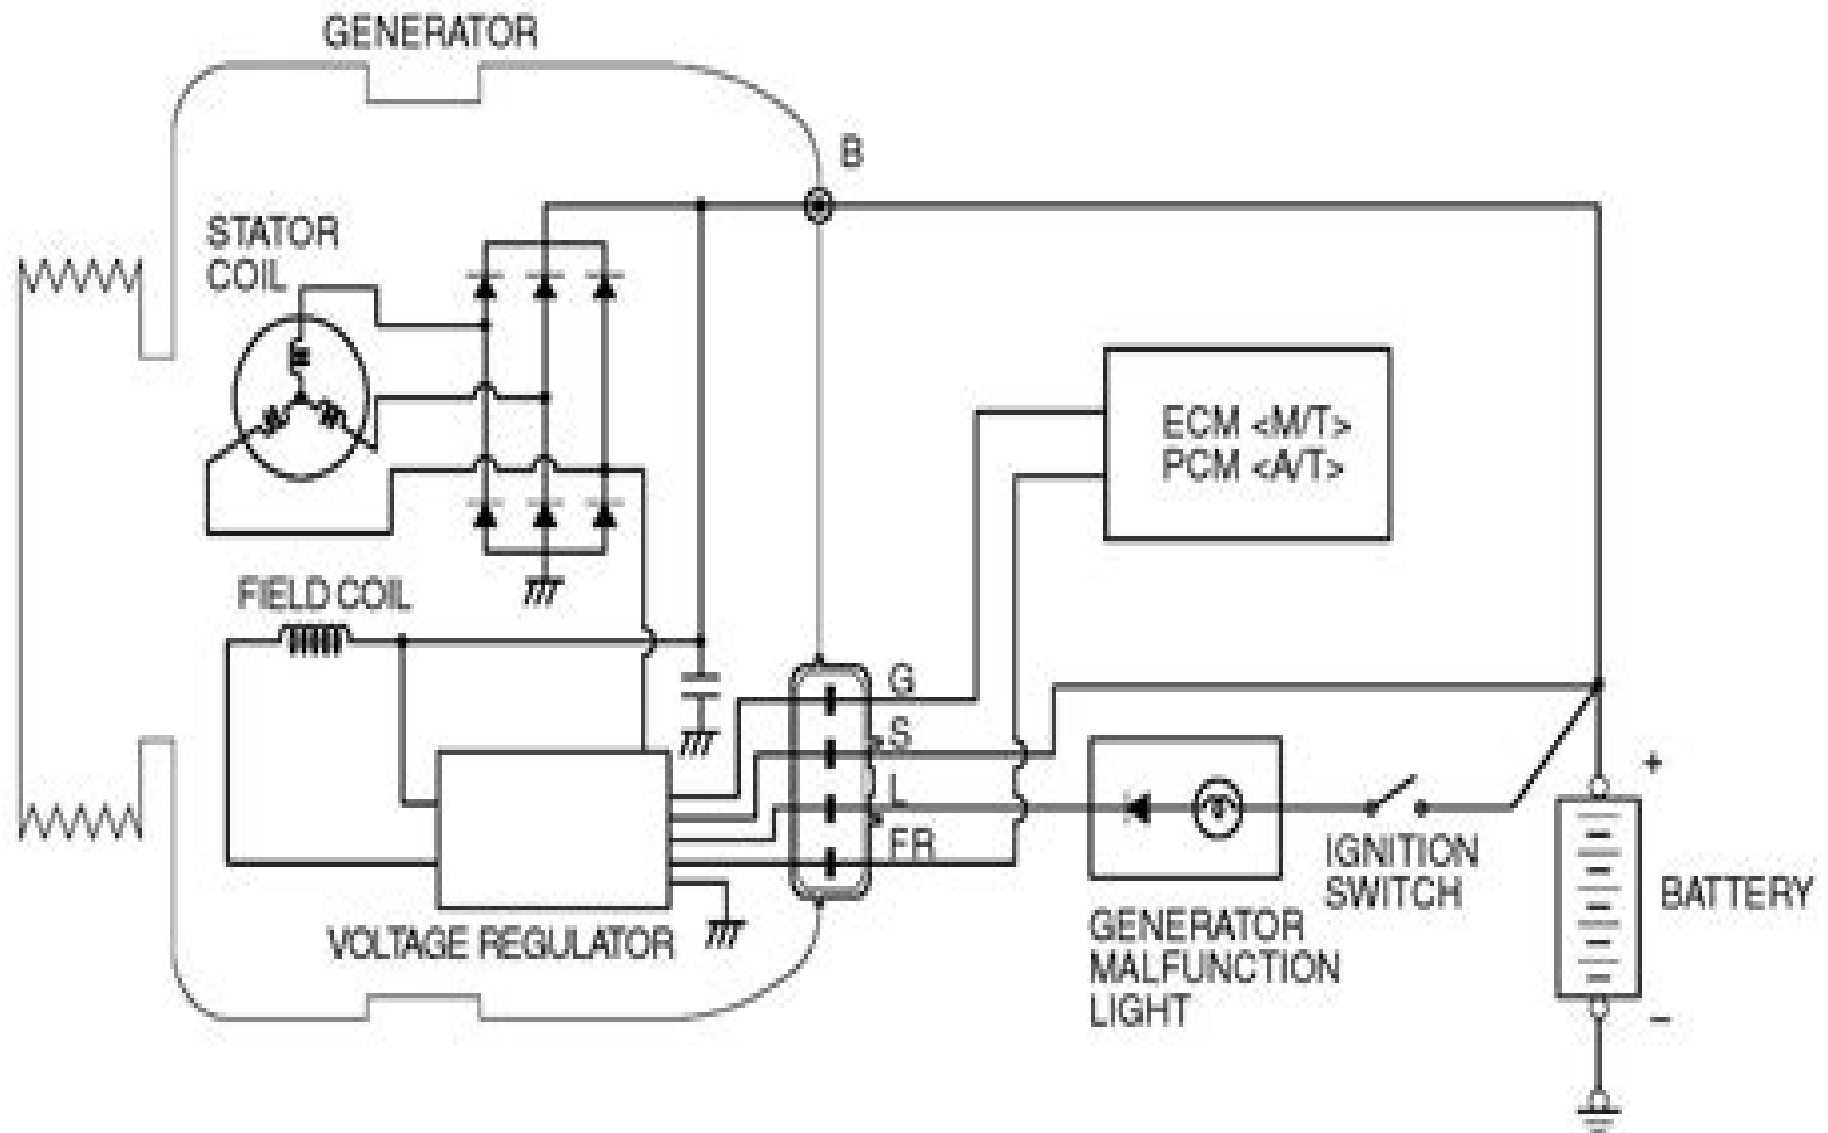 GENERATOR
B
STATOR
COIL
ECM <M/T>
PCM <A/T>
FIELD COIL
G
S
L
FR
+
IGNITION
SWITCH
BATTERY
VOLTAGE REGULATOR
GENERATOR
MALFUNCTION
LIGHT
–